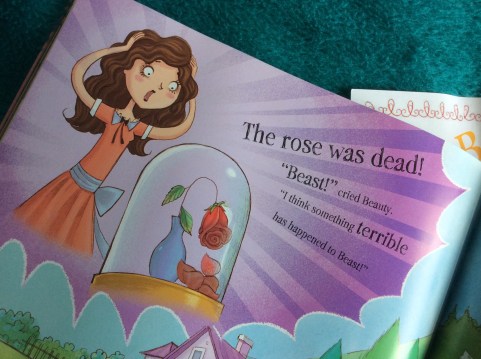 The rose was dead!
"Beast!" cried Beauty.
"I think something terrible
has happened to Beast!"
B